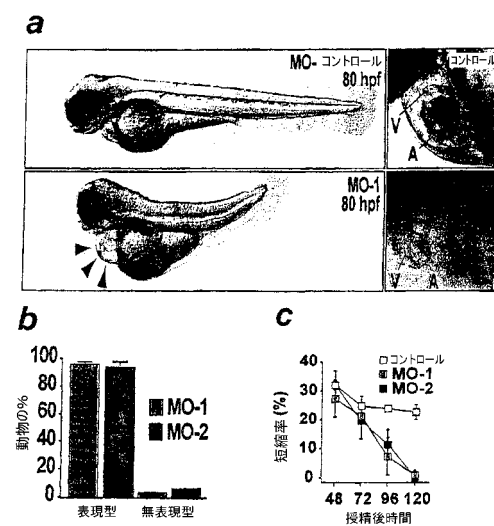 a
MO- コントロール
80 hpf
コントロール
V
A
MO-1
80 hpf
V
A
b
動物の%
100
80
60
40
20
0
MO-1
MO-2
表現型
無表現型
c
短縮率 (%)
40
30
20
10
0
コントロール
MO-1
MO-2
48 72 96 120
授精後時間